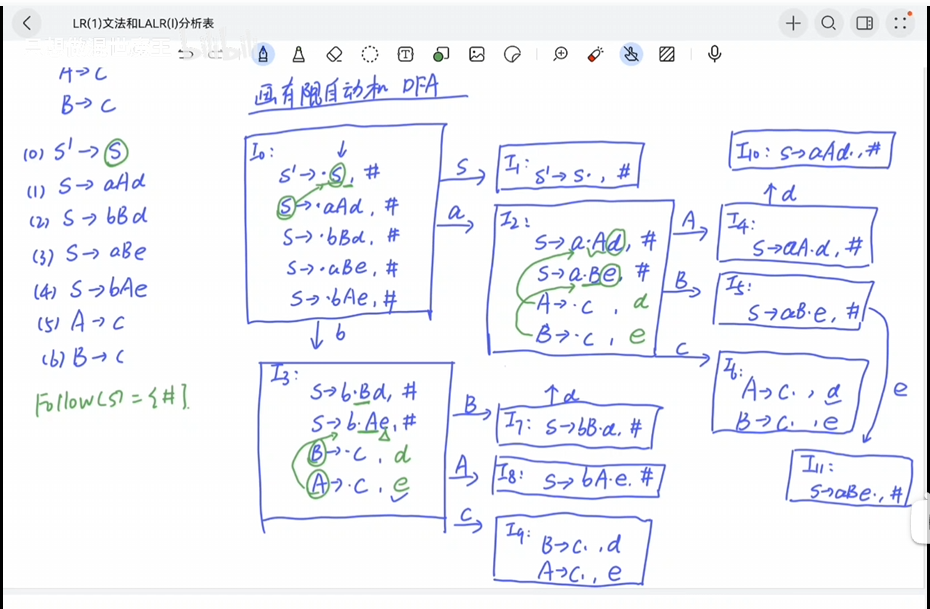 LR(1)文法和LALR(l)分析表
A→c
B→c
画有限自动机 DFA
(0) S'→S
(1) S→aAd
(2) S→bBd
(3) S→aBe
(4) S→bAe
(5) A→c
(6) B→c
Follow(S)={#}.
I0:
S'→·S, #
S→·aAd, #
S→·bBd, #
S→·aBe, #
S→·bAe, #
S
a
b
I1:
S'→S·, #
I2:
S→a·Ad, #
S→a·Be, #
A→·c, d
B→·c, e
A
B
c
I10: S→aAd·, #
↑d
I4:
S→aA·d, #
I5:
S→aB·e, #
e
I6:
A→c·, d
B→c·, e
I11:
S→aBe·, #
I3:
S→b·Bd, #
S→b·Ae, #
B→·c, d
A→·c, e
B
A
c
↑d
I7: S→bB·d, #
I8: S→bA·e. #
I9:
B→c·, d
A→c·, e